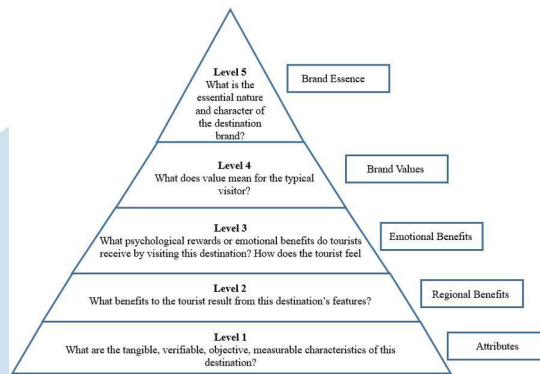 Level 5
What is the
essential nature
and character of
the destination
brand?
Brand Essence
Level 4
What does value mean for the typical
visitor?
Brand Values
Level 3
What psychological rewards or emotional benefits do tourists
receive by visiting this destination? How does the tourist feel
Emotional Benefits
Level 2
What benefits to the tourist result from this destination's features?
Regional Benefits
Level 1
What are the tangible, verifiable, objective, measurable characteristics of this
destination?
Attributes